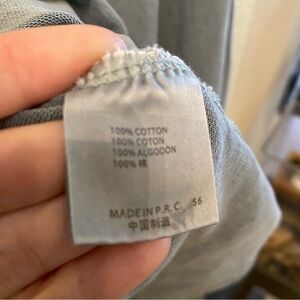 100% COTTON
100% COTON
100% ALGODON
100% 棉
MADE IN P.R.C. 56
中国制造